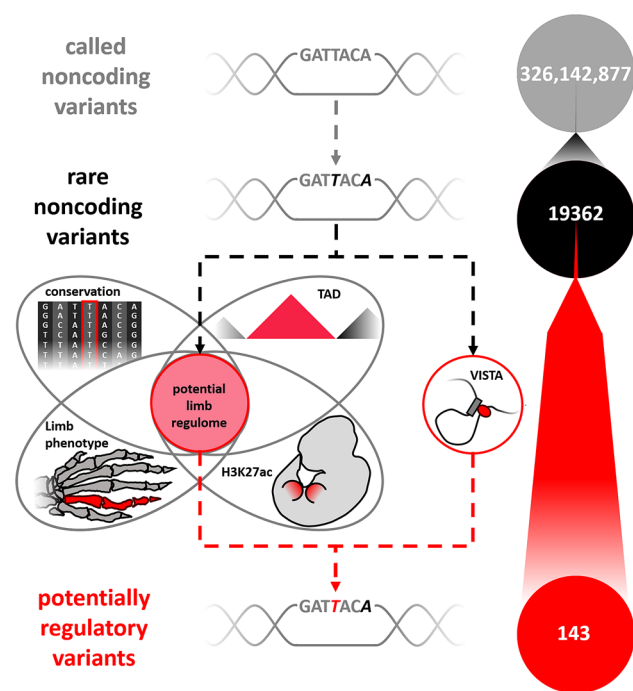 called
noncoding
variants
GATTACA
326,142,877
rare
noncoding
variants
GATTACA
19362
conservation
TAD
potential
limb
regulome
VISTA
Limb
phenotype
H3K27ac
potentially
regulatory
variants
GATTACA
143